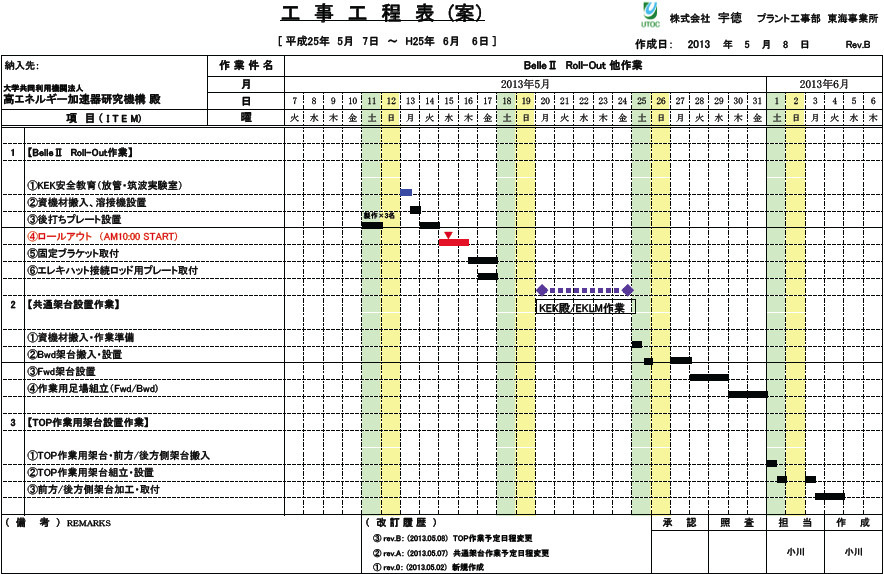 工 事 工 程 表 (案)
[ 平成25年 5月 7日 ～ H25年 6月 6日 ]
UTOC
株式会社 宇徳 プラント工事部 東海事業所
作成日: 2013 年 5 月 8 日 Rev.B
納入先: 作 業 件 名 BelleⅡ Roll-Out 他作業
大学共同利用機関法人
高エネルギー加速器研究機構 殿
月 2013年5月 2013年6月
日 7 8 9 10 11 12 13 14 15 16 17 18 19 20 21 22 23 24 25 26 27 28 29 30 31 1 2 3 4 5 6
項 目 ( I T E M ) 曜 火 水 木 金 土 日 月 火 水 木 金 土 日 月 火 水 木 金 土 日 月 火 水 木 金 土 日 月 火 水 木
1 【BelleⅡ Roll-Out作業】
①KEK安全教育(放管・筑波実験室)
②資機材搬入、溶接機設置
③後打ちプレート設置 製作×3名
④ロールアウト (AM10:00 START)
⑤固定ブラケット取付
⑥エレキハット接続ロッド用プレート取付
2 【共通架台設置作業】 KEK殿/EKLM作業
①資機材搬入・作業準備
②Bwd架台搬入・設置
③Fwd架台設置
④作業用足場組立(Fwd/Bwd)
3 【TOP作業用架台設置作業】
①TOP作業用架台・前方/後方側架台搬入
②TOP作業用架台組立・設置
③前方/後方側架台加工・取付
( 備 考 ) REMARKS ( 改 訂 履 歴 ) 承 認 照 査 担 当 作 成
③ rev.B: (2013.05.08) TOP作業予定日程変更
② rev.A: (2013.05.07) 共通架台作業予定日程変更 小川 小川
① rev.0: (2013.05.02) 新規作成